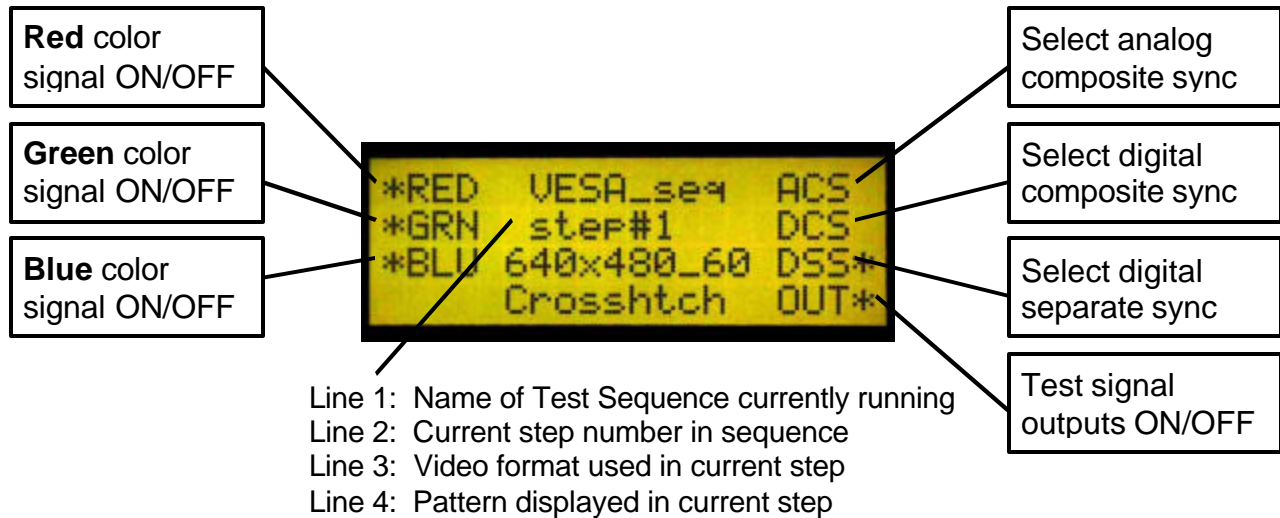 Red color
signal ON/OFF
Green color
signal ON/OFF
Blue color
signal ON/OFF
*RED VESA_seq ACS
*GRN step#1 DCS
*BLU 640x480_60 DSS*
Crosshtch OUT*
Select analog
composite sync
Select digital
composite sync
Select digital
separate sync
Test signal
outputs ON/OFF
Line 1: Name of Test Sequence currently running
Line 2: Current step number in sequence
Line 3: Video format used in current step
Line 4: Pattern displayed in current step